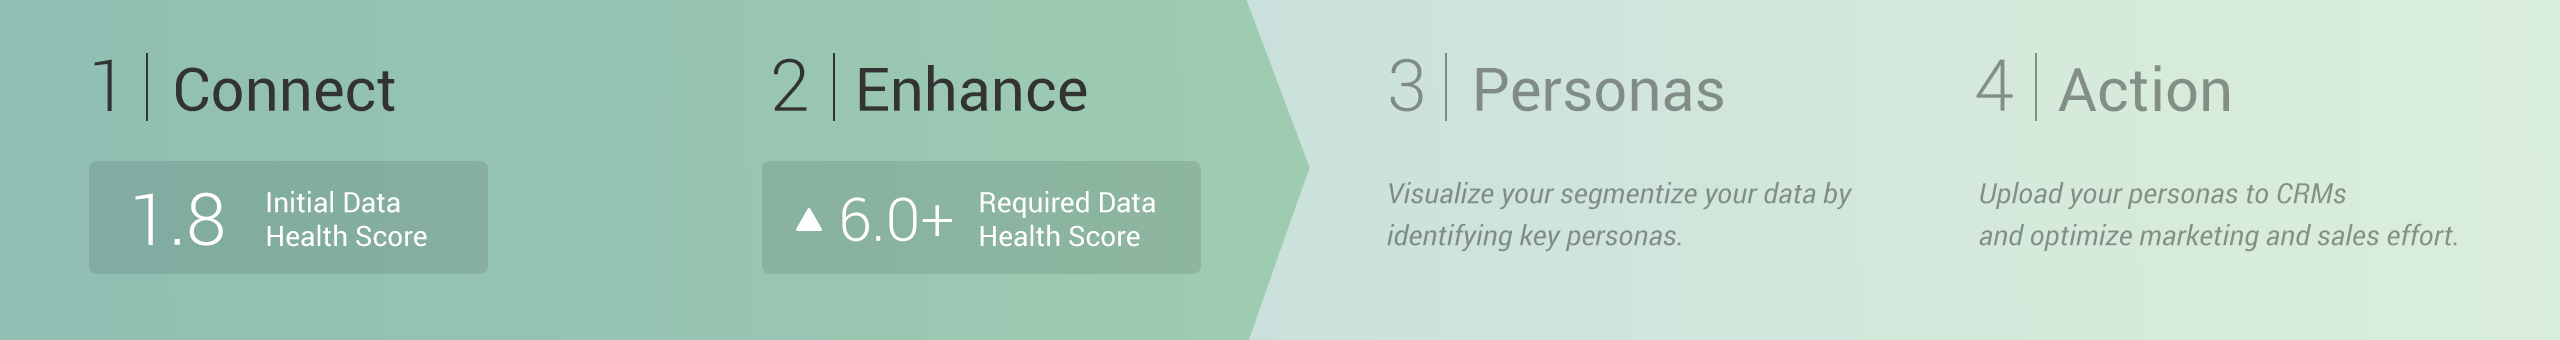 1 | Connect
1.8 Initial Data
Health Score
2 | Enhance
▲ 6.0+ Required Data
Health Score
3 | Personas
Visualize your segmentize your data by
identifying key personas.
4 | Action
Upload your personas to CRMs
and optimize marketing and sales effort.